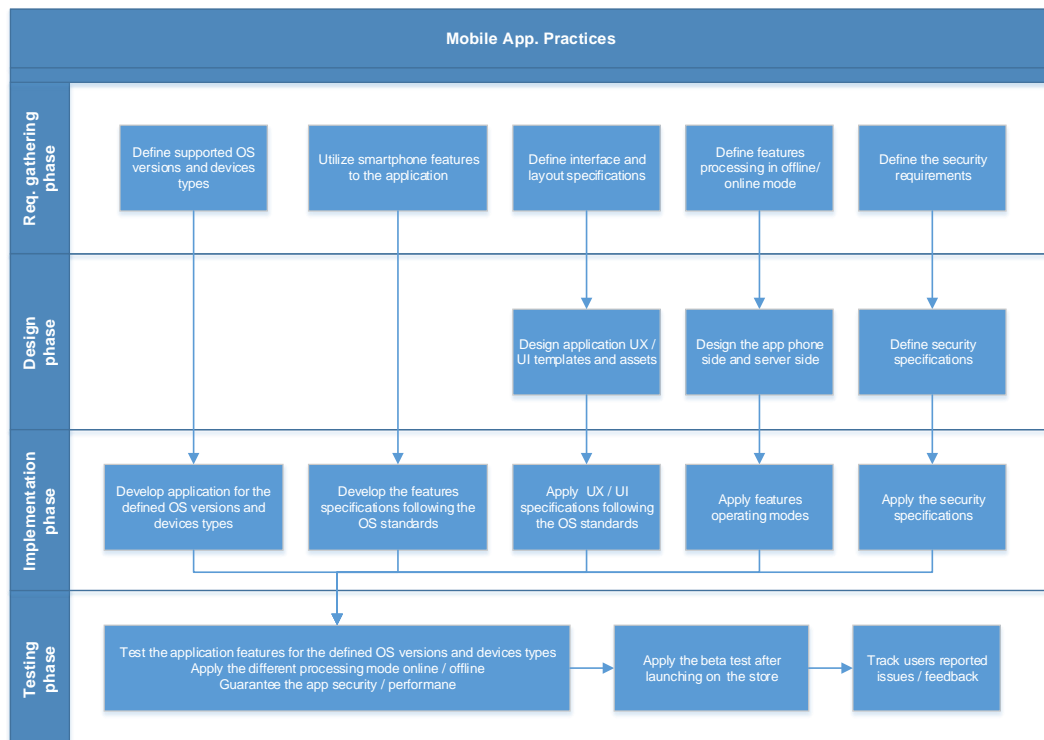 Mobile App. Practices
Req. gathering
phase
Define supported OS
versions and devices
types
Utilize smartphone features
to the application
Define interface and
layout specifications
Define features
processing in offline/
online mode
Define the security
requirements
Design
phase
Design application UX /
UI templates and assets
Design the app phone
side and server side
Define security
specifications
Implementation
phase
Develop application for the
defined OS versions and
devices types
Develop the features
specifications following the
OS standards
Apply UX / UI
specifications following
the OS standards
Apply features
operating modes
Apply the security
specifications
Testing
phase
Test the application features for the defined OS versions and devices types
Apply the different processing mode online / offline
Guarantee the app security / performane
Apply the beta test after
launching on the store
Track users reported
issues / feedback